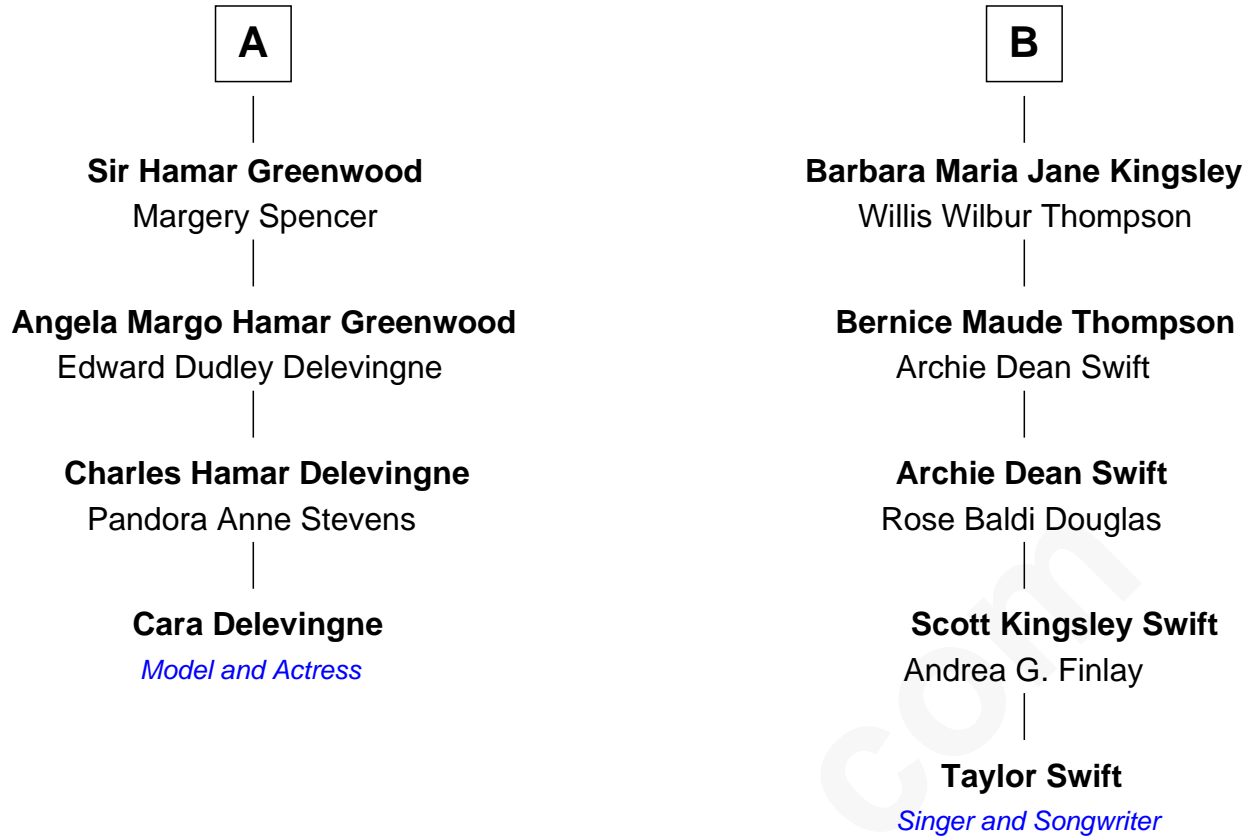 A
Sir Hamar Greenwood
Margery Spencer
Angela Margo Hamar Greenwood
Edward Dudley Delevingne
Charles Hamar Delevingne
Pandora Anne Stevens
Cara Delevingne
Model and Actress
B
Barbara Maria Jane Kingsley
Willis Wilbur Thompson
Bernice Maude Thompson
Archie Dean Swift
Archie Dean Swift
Rose Baldi Douglas
Scott Kingsley Swift
Andrea G. Finlay
Taylor Swift
Singer and Songwriter
com